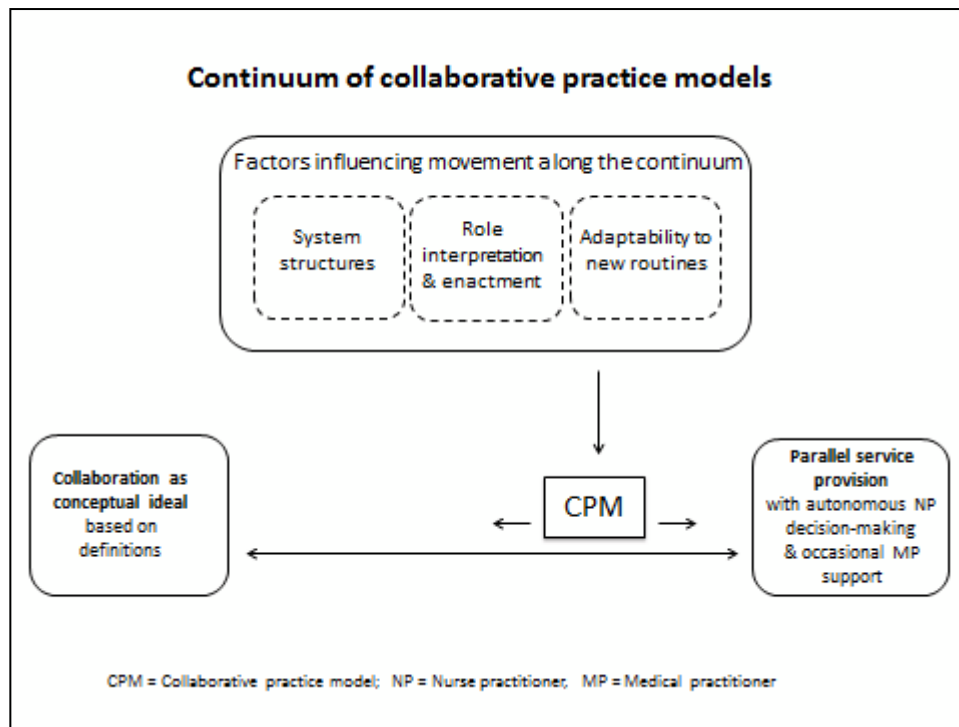 Continuum of collaborative practice models
Factors influencing movement along the continuum
System
structures
Role
interpretation
& enactment
Adaptability to
new routines
Collaboration as
conceptual ideal
based on
definitions
CPM
Parallel service
provision
with autonomous NP
decision-making
& occasional MP
support
CPM = Collaborative practice model; NP = Nurse practitioner, MP = Medical practitioner